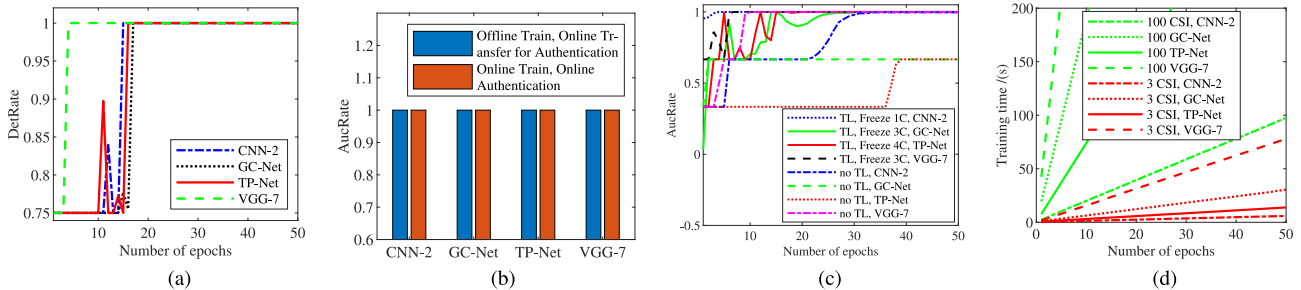 DetRate
1
0.95
0.9
0.85
0.8
0.75
10
20
30
40
50
Number of epochs
CNN-2
GC-Net
TP-Net
VGG-7
(a)
AucRate
1.2
1.1
1
0.9
0.8
0.7
0.6
Offline Train, Online Tr-
ansfer for Authentication
Online Train, Online
Authentication
CNN-2
GC-Net
TP-Net
VGG-7
(b)
AucRate
1
0.5
0
-0.5
10
20
30
40
50
Number of epochs
TL, Freeze 1C, CNN-2
TL, Freeze 3C, GC-Net
TL, Freeze 4C, TP-Net
TL, Freeze 3C, VGG-7
no TL, CNN-2
no TL, GC-Net
no TL, TP-Net
no TL, VGG-7
(c)
Training time /(s)
200
150
100
50
0
0
10
20
30
40
50
Number of epochs
100 CSI, CNN-2
100 CSI, GC-Net
100 CSI, TP-Net
100 CSI, VGG-7
3 CSI, CNN-2
3 CSI, GC-Net
3 CSI, TP-Net
3 CSI, VGG-7
(d)